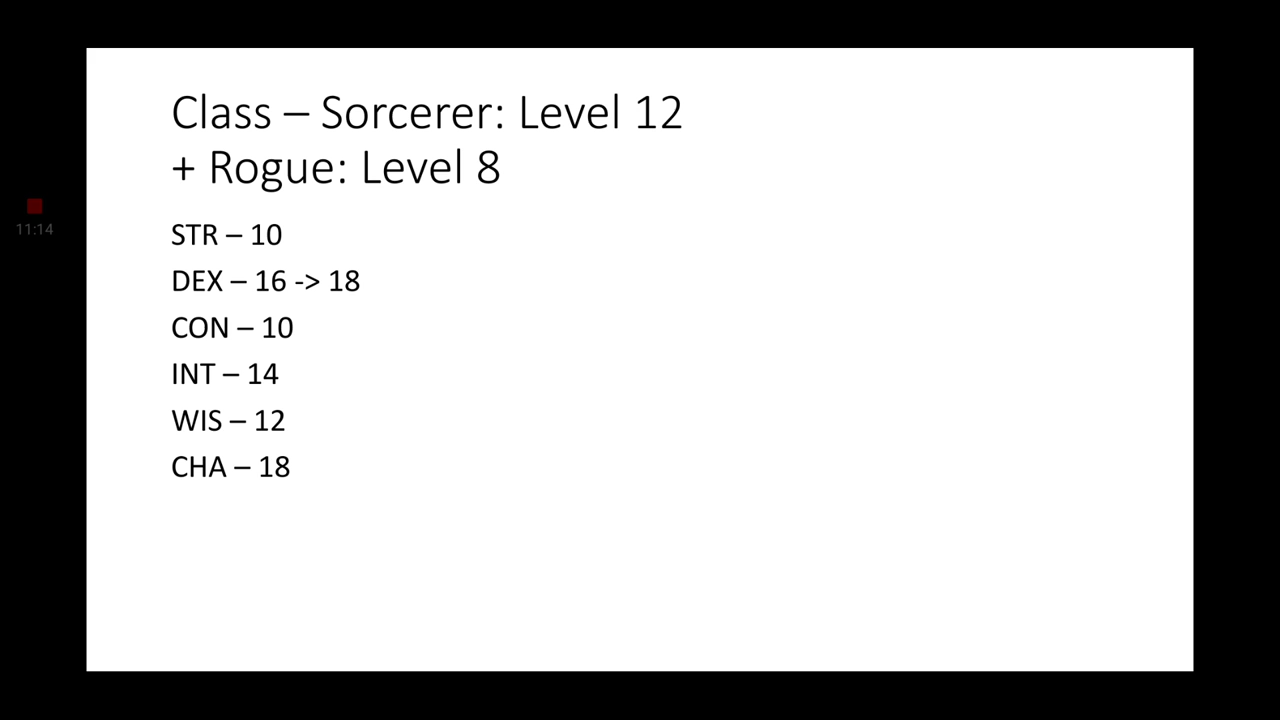 Class – Sorcerer: Level 12
+ Rogue: Level 8
11:14
STR – 10
DEX – 16 -> 18
CON – 10
INT – 14
WIS – 12
CHA – 18